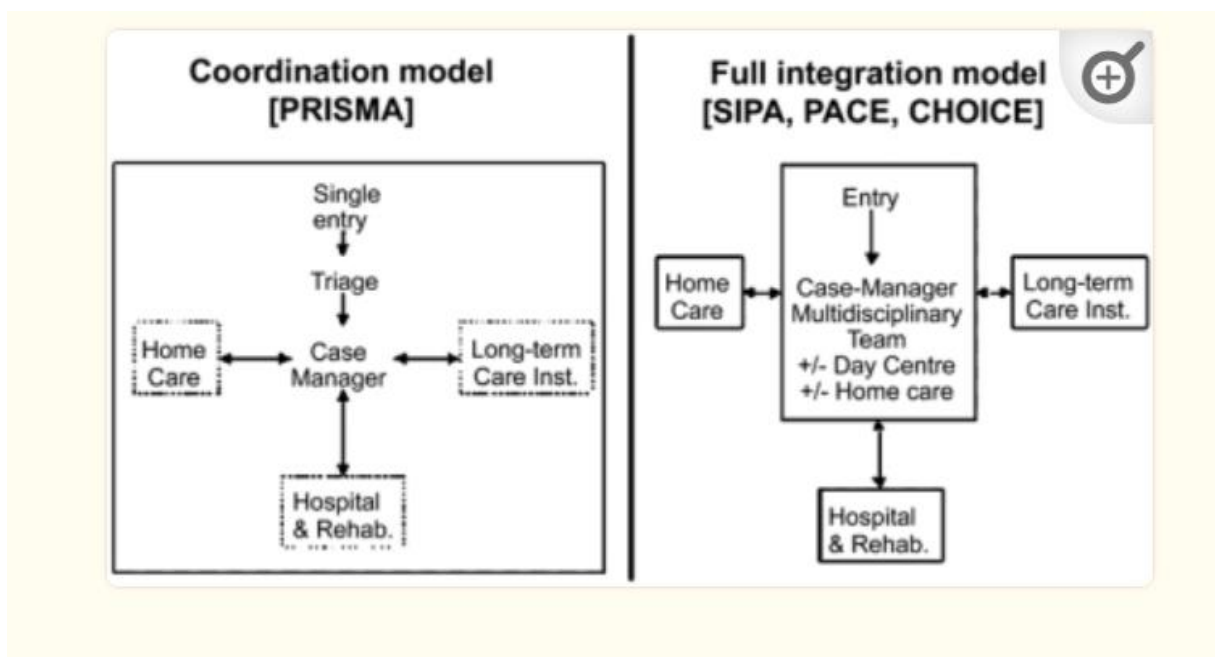 Coordination model
[PRISMA]
Single
entry
Triage
Home
Care
Case
Manager
Long-term
Care Inst.
Hospital
& Rehab.
Full integration model
[SIPA, PACE, CHOICE]
Entry
Home
Care
Case-Manager
Multidisciplinary
Team
+/- Day Centre
+/- Home care
Long-term
Care Inst.
Hospital
& Rehab.